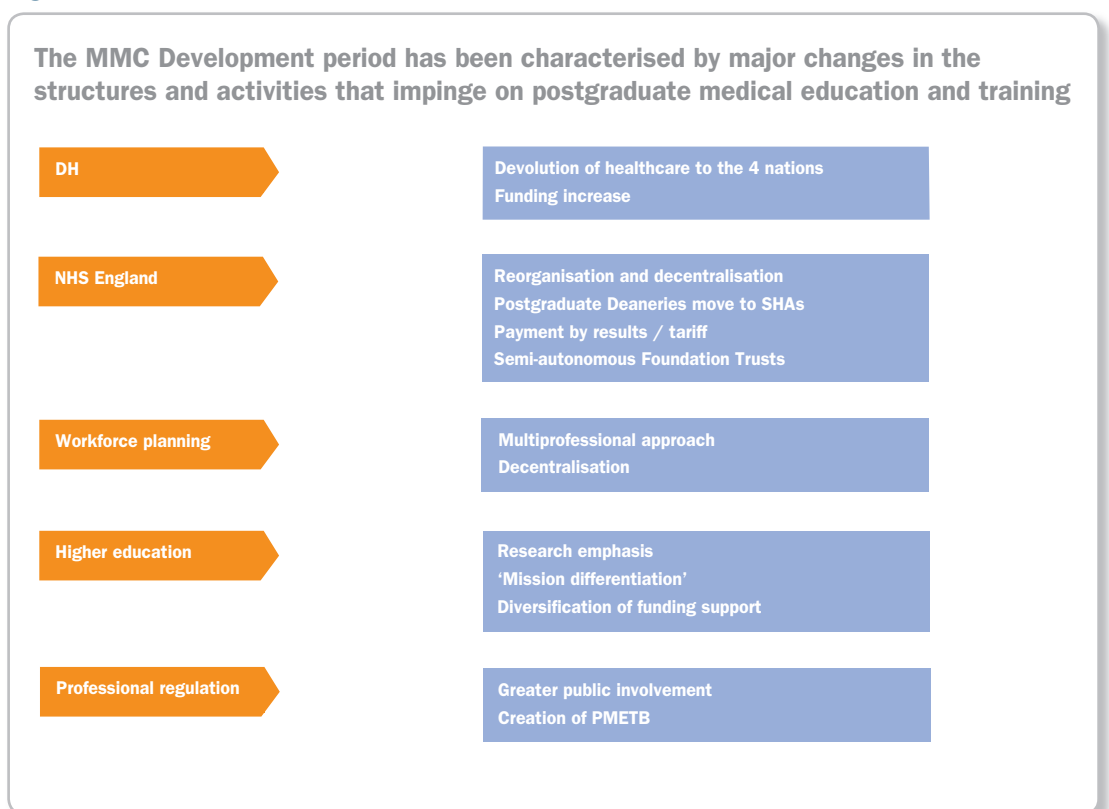 The MMC Development period has been characterised by major changes in the
structures and activities that impinge on postgraduate medical education and training
DH
Devolution of healthcare to the 4 nations
Funding increase
NHS England
Reorganisation and decentralisation
Postgraduate Deaneries move to SHAs
Payment by results / tariff
Semi-autonomous Foundation Trusts
Workforce planning
Multiprofessional approach
Decentralisation
Higher education
Research emphasis
‘Mission differentiation’
Diversification of funding support
Professional regulation
Greater public involvement
Creation of PMETB